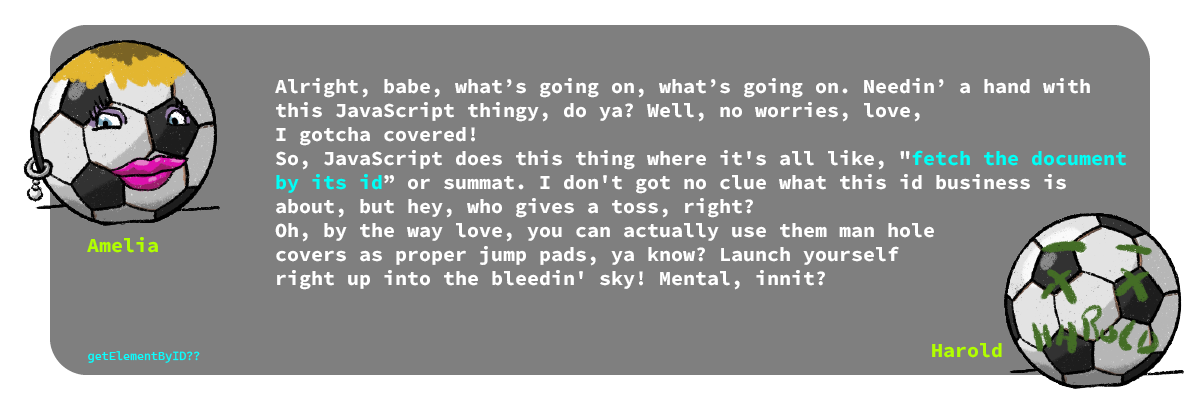 Alright, babe, what’s going on, what’s going on. Needin’ a hand with
this JavaScript thingy, do ya? Well, no worries, love,
I gotcha covered!
So, JavaScript does this thing where it's all like, "fetch the document
by its id” or summat. I don't got no clue what this id business is
about, but hey, who gives a toss, right?
Oh, by the way love, you can actually use them man hole
covers as proper jump pads, ya know? Launch yourself
right up into the bleedin' sky! Mental, innit?
Amelia
getElementByID??
Harold
HAROLD